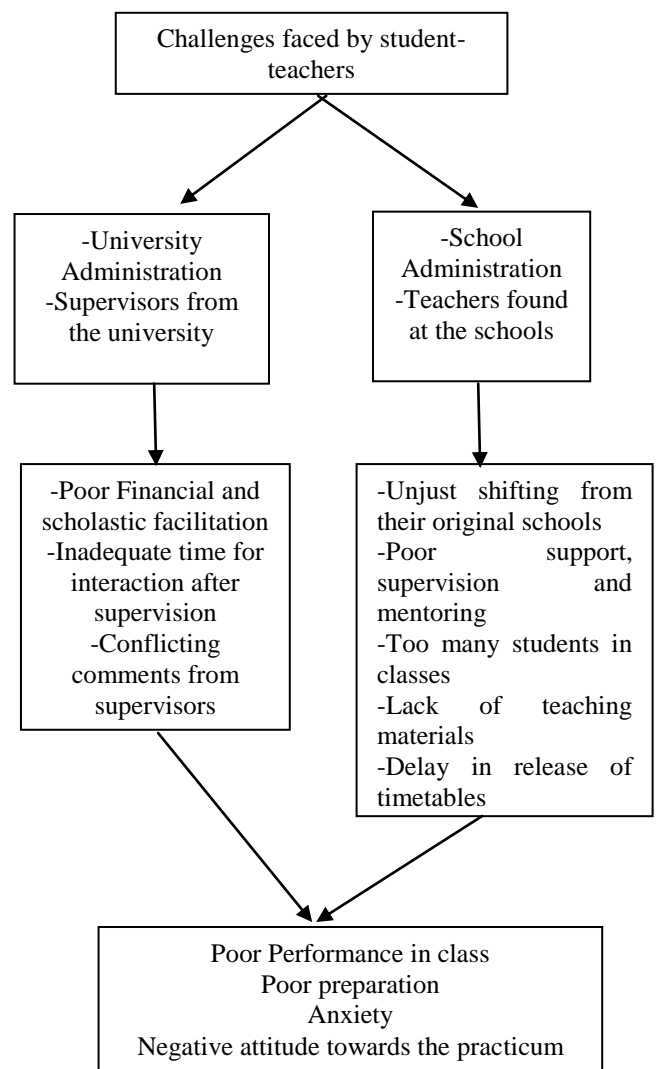 Challenges faced by student-
teachers
-University
Administration
-Supervisors from
the university
-School
Administration
-Teachers found
at the schools
-Poor Financial and
scholastic facilitation
-Inadequate time for
interaction after
supervision
-Conflicting
comments from
supervisors
-Unjust shifting from
their original schools
-Poor support,
supervision and
mentoring
-Too many students in
classes
-Lack of teaching
materials
-Delay in release of
timetables
Poor Performance in class
Poor preparation
Anxiety
Negative attitude towards the practicum